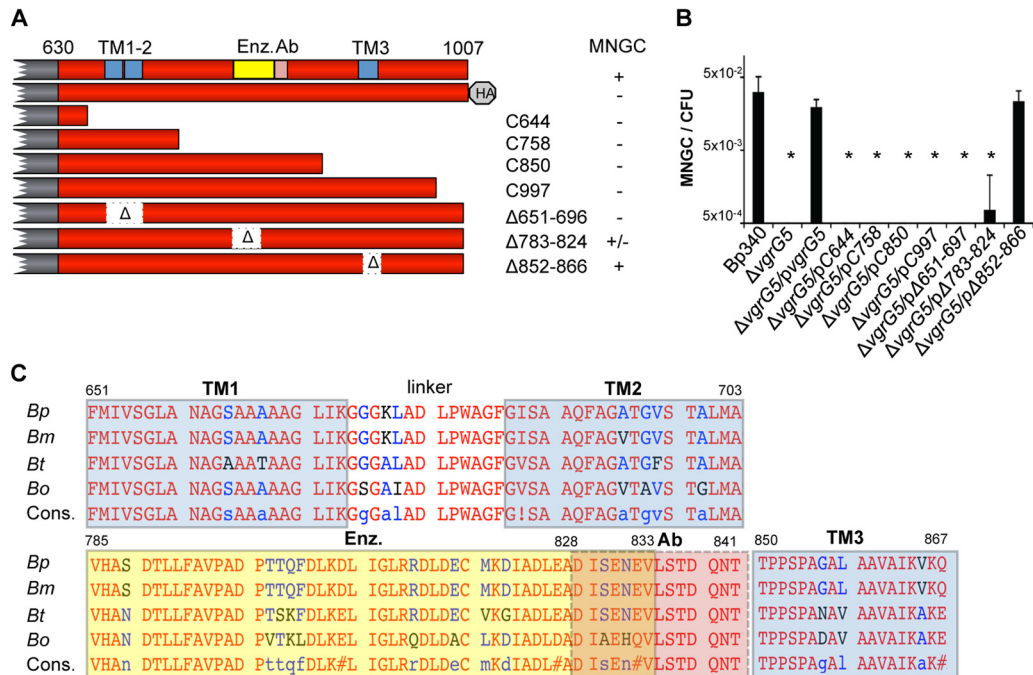 A
630 TM1-2 Enz. Ab TM3 1007 MNGC
+
HA -
C644 -
C758 -
C850 -
C997 -
Δ Δ651-696 -
Δ Δ783-824 +/-
Δ Δ852-866 +
B
MNGC / CFU
5x10-2
5x10-3
5x10-4
* * * * * * *
Bp340
ΔvgrG5
ΔvgrG5/pvgrG5
ΔvgrG5/pC644
ΔvgrG5/pC758
ΔvgrG5/pC850
ΔvgrG5/pC997
ΔvgrG5/pΔ651-697
ΔvgrG5/pΔ783-824
ΔvgrG5/pΔ852-866
C
651 TM1 linker TM2 703
Bp FMIVSGLA NAGSAAAAAG LIKGGGKLAD LPWAGFGISA AQFAGATGVS TALMA
Bm FMIVSGLA NAGSAAAAAG LIKGGGKLAD LPWAGFGISA AQFAGVTGVS TALMA
Bt FMIVSGLA NAGAAATAAG LIKGGGALAD LPWAGFGVSA AQFAGATGFS TALMA
Bo FMIVSGLA NAGSAAAAAG LIKGSGAIAD LPWAGFGVSA AQFAGVTAVS TGLMA
Cons. FMIVSGLA NAGsAAaAAG LIKGgGalAD LPWAGFG!SA AQFAGaTgvS TaLMA
785 Enz. 828 833 Ab 841 850 TM3 867
Bp VHAS DTLLFAVPAD PTTQFDLKDL IGLRRDLDEC MKDIADLEAD ISENEVLSTD QNT TPPSPAGAL AAVAIKVKQ
Bm VHAS DTLLFAVPAD PTTQFDLKDL IGLRRDLDEC MKDIADLEAD ISENEVLSTD QNT TPPSPAGAL AAVAIKVKQ
Bt VHAN DTLLFAVPAD PTSKFDLKEL IGLRRDLDEC VKGIADLEAD ISENEVLSTD QNT TPPSPANAV AAVAIKAKE
Bo VHAN DTLLFAVPAD PVTKLDLKEL IGLRQDLDAC LKDIADLDAD IAEHQVLSTD QNT TPPSPADAV AAVAIKAKE
Cons. VHAn DTLLFAVPAD PttqfDLK#L IGLRrDLDeC mKdIADL#AD IsEn#VLSTD QNT TPPSPAgAl AAVAIKaK#